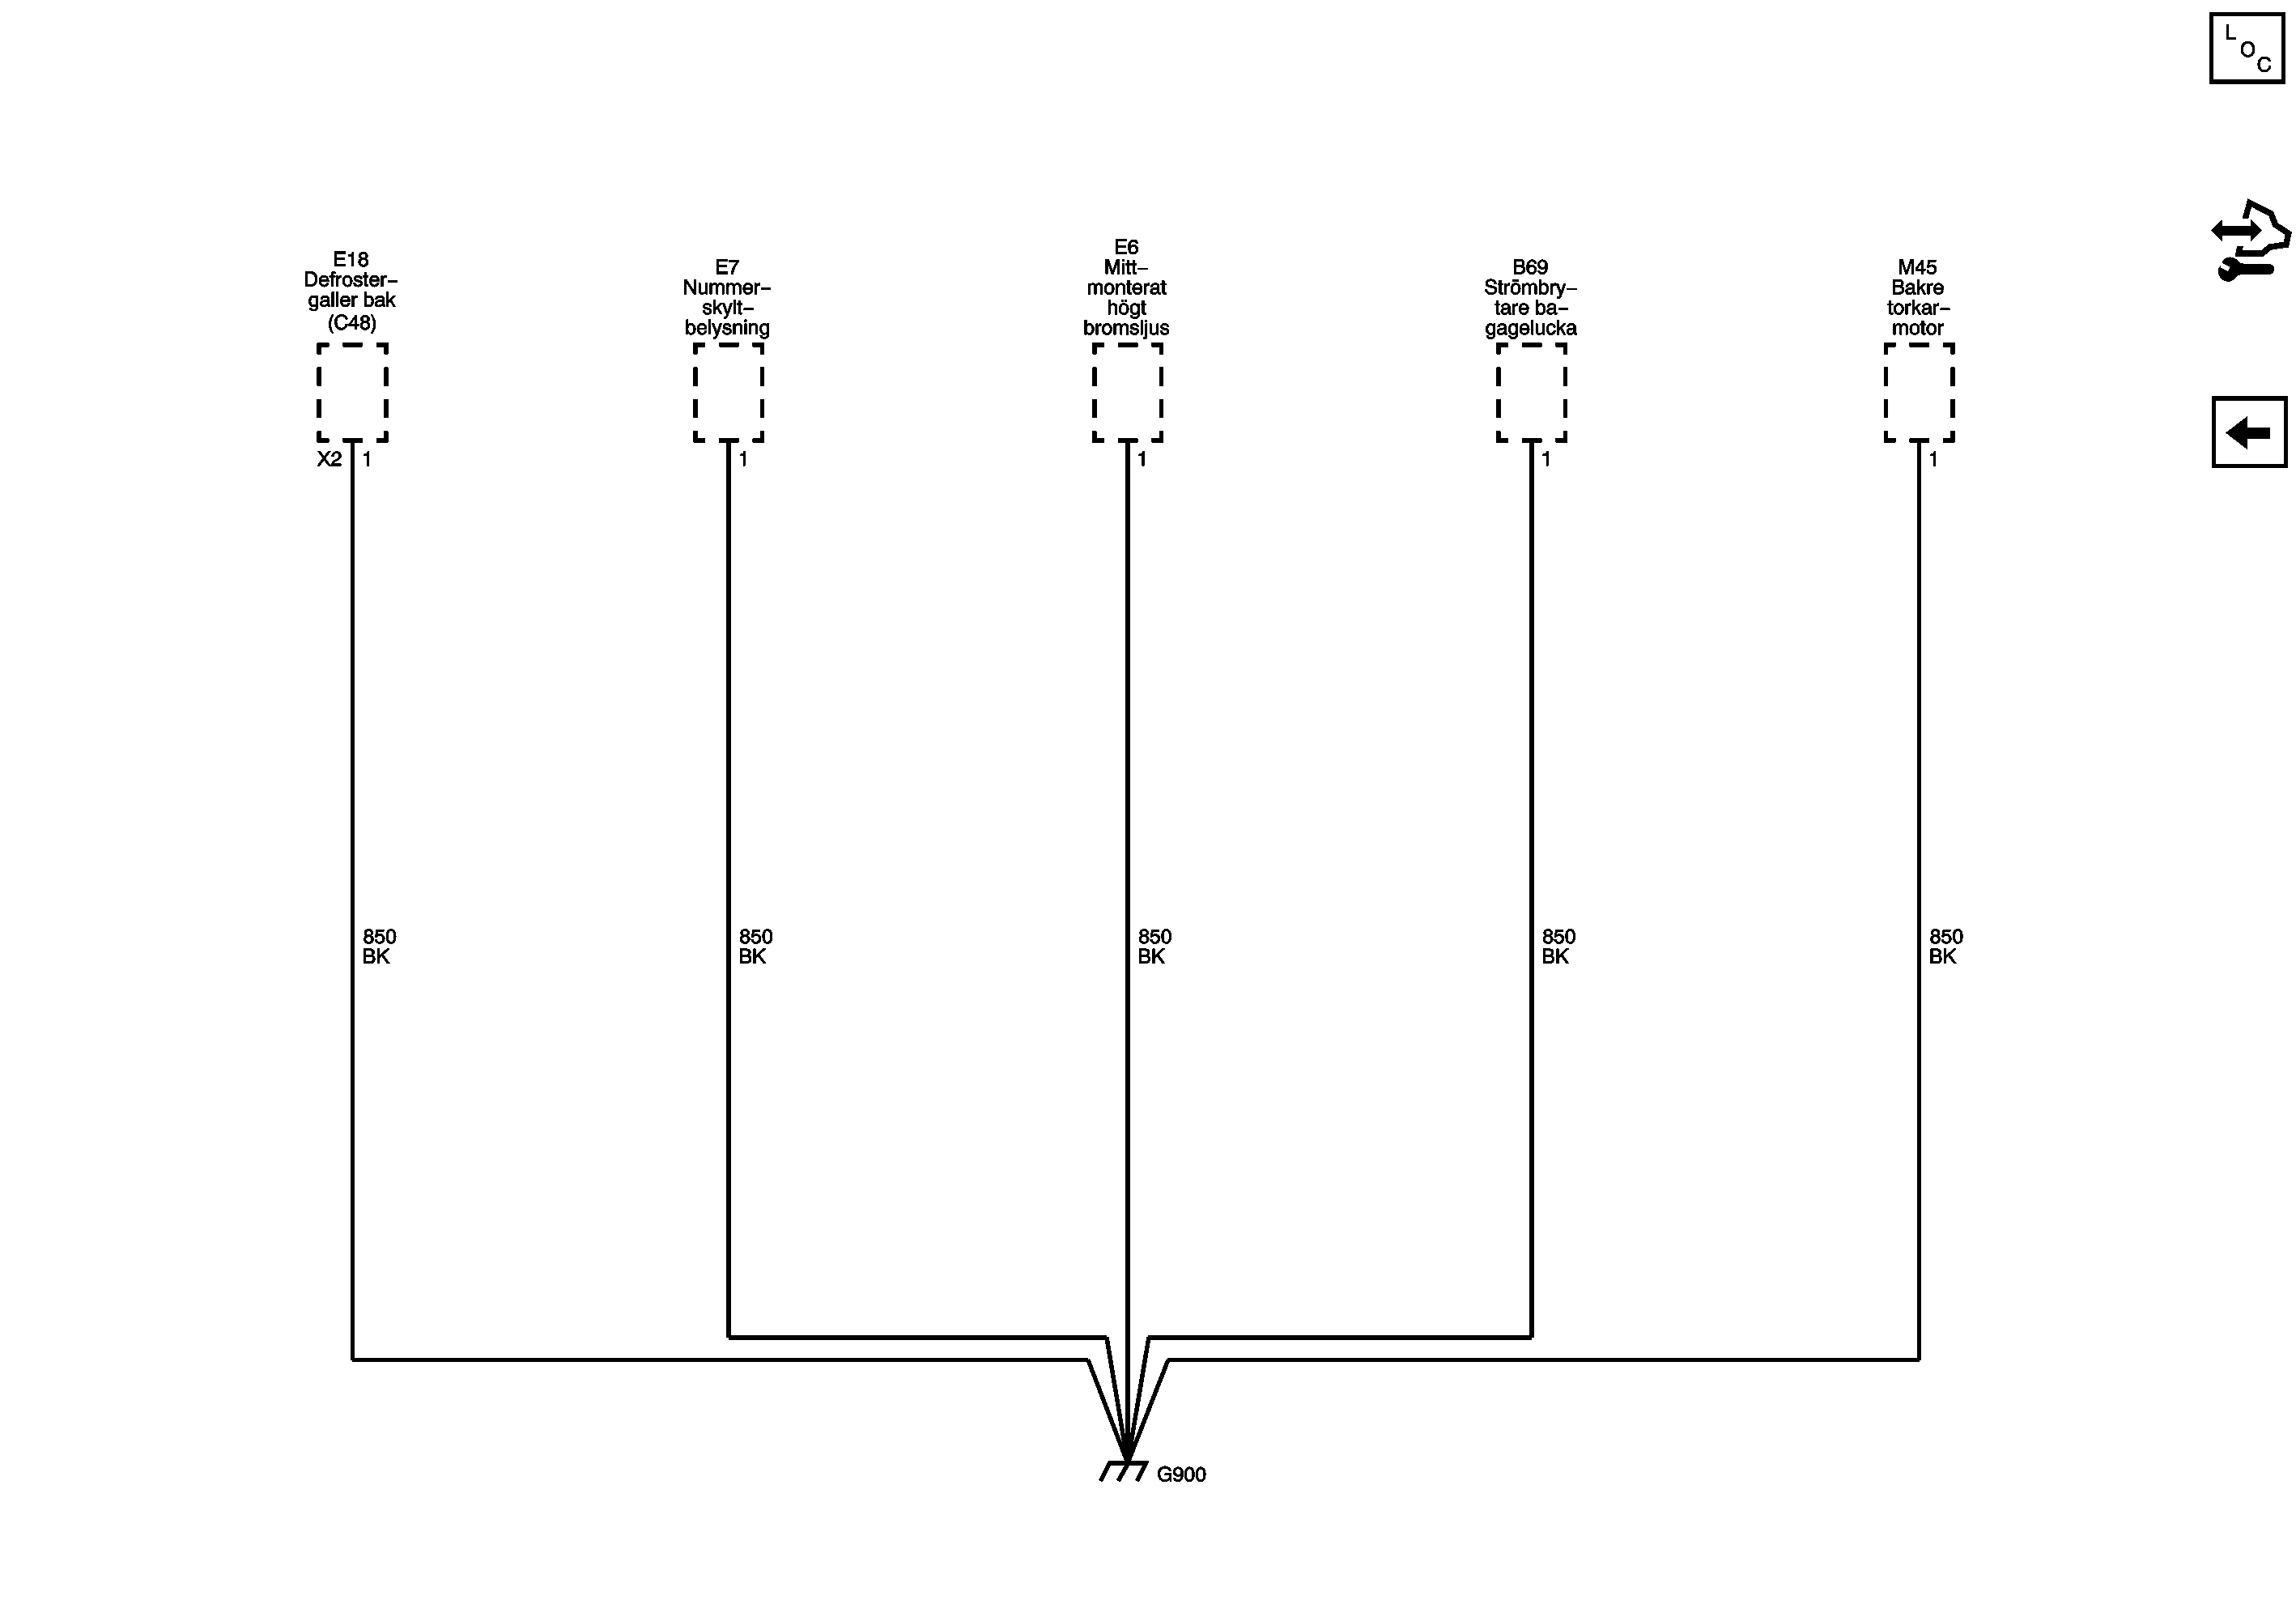 L
O
C
E18
Defroster–
galler bak
(C48)
E7
Nummer–
skylt–
belysning
E6
Mitt–
monterat
högt
bromsljus
B69
Strömbry–
tare ba–
gagelucka
M45
Bakre
torkar–
motor
X2 1
1
1
1
1
850
BK
850
BK
850
BK
850
BK
850
BK
G900